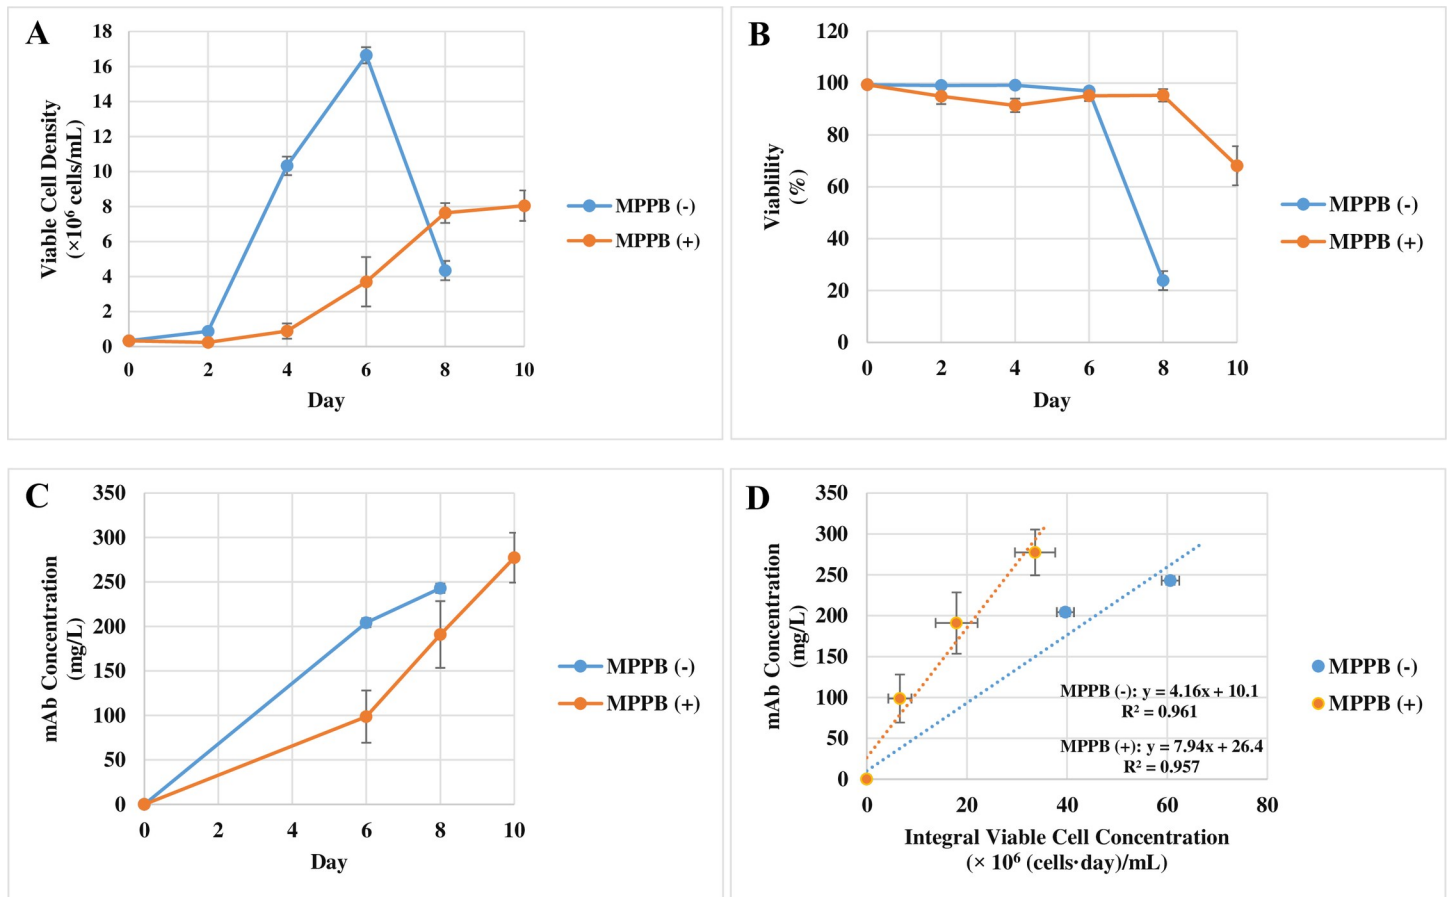 A
18
16
14
12
10
8
6
4
2
0
0 2 4 6 8 10
Viable Cell Density
(×10⁶ cells/mL)
Day
MPPB (-)
MPPB (+)
B
120
100
80
60
40
20
0
0 2 4 6 8 10
Viablility
(%)
Day
MPPB (-)
MPPB (+)
C
350
300
250
200
150
100
50
0
0 2 4 6 8 10
mAb Concentration
(mg/L)
Day
MPPB (-)
MPPB (+)
D
350
300
250
200
150
100
50
0
0 20 40 60 80
mAb Concentration
(mg/L)
MPPB (-): y = 4.16x + 10.1
R² = 0.961
MPPB (+): y = 7.94x + 26.4
R² = 0.957
Integral Viable Cell Concentration
(× 10⁶ (cells·day)/mL)
MPPB (-)
MPPB (+)